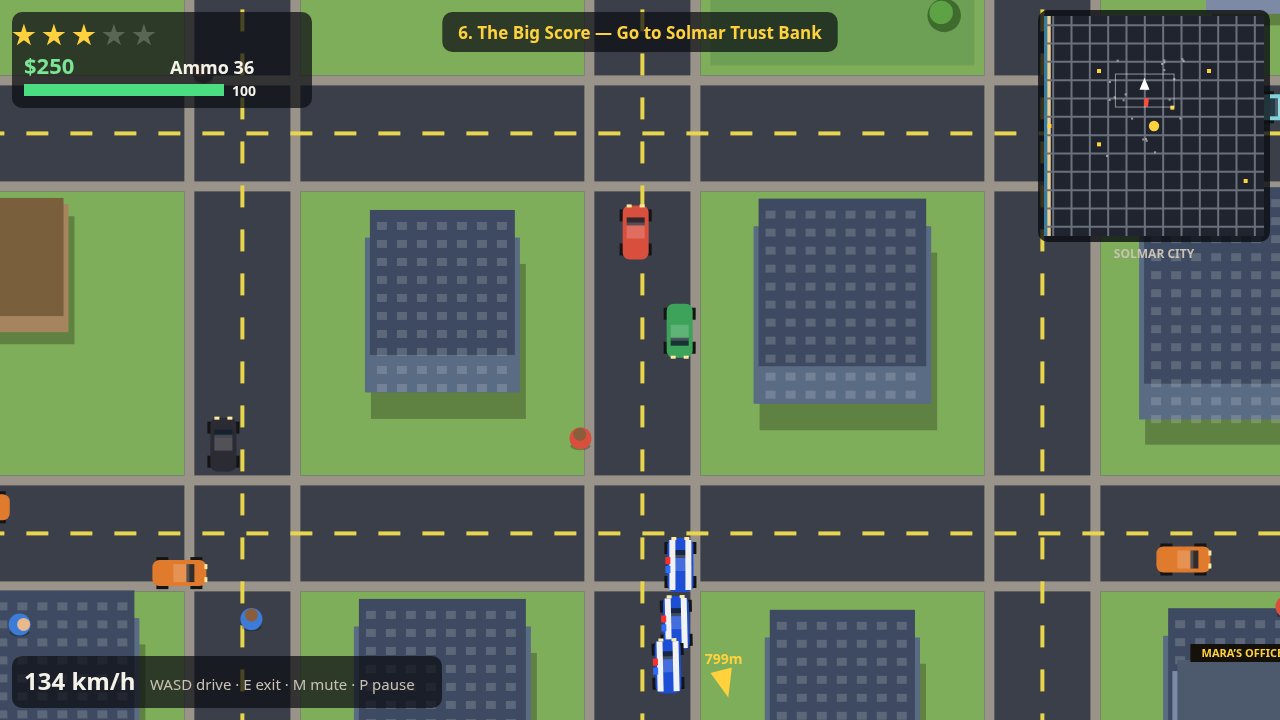 6. The Big Score — Go to Solmar Trust Bank
$250
Ammo 36
100
SOLMAR CITY
799m
MARA'S OFFICE
134 km/h
WASD drive · E exit · M mute · P pause